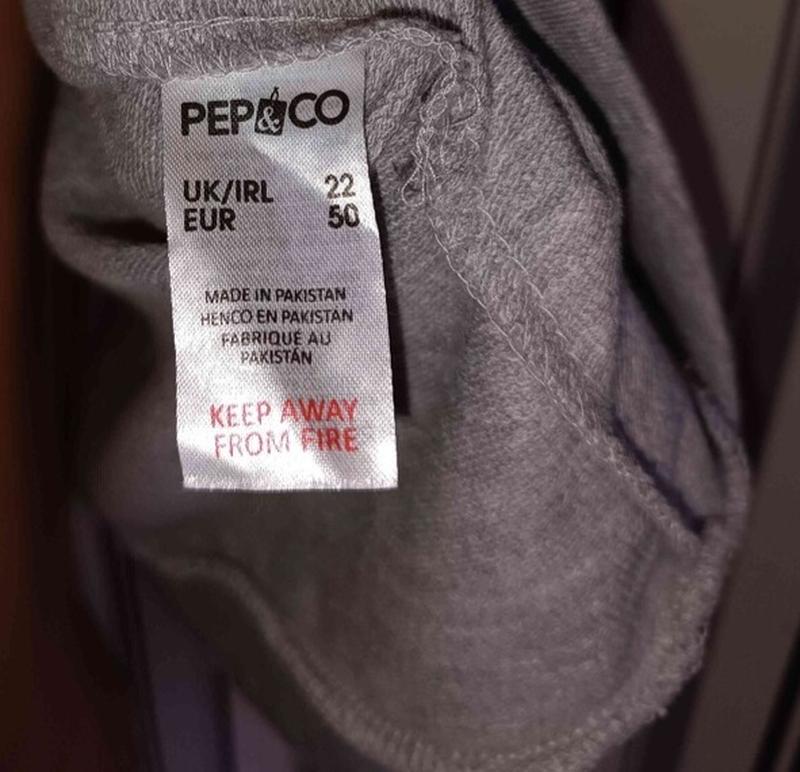 PEP&CO
UK/IRL 22
EUR 50
MADE IN PAKISTAN
HENCO EN PAKISTAN
FABRIQUÉ AU
PAKISTÁN
KEEP AWAY
FROM FIRE